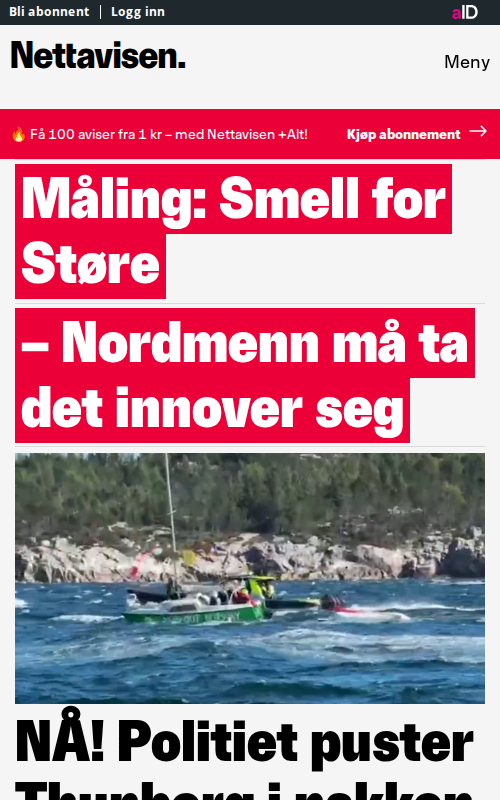 Bli abonnent
Logg inn
aID
Nettavisen.
Meny
🔥 Få 100 aviser fra 1 kr – med Nettavisen +Alt!
Kjøp abonnement →
Måling: Smell for
Støre
– Nordmenn må ta
det innover seg
NÅ! Politiet puster
Thunberg i nakken